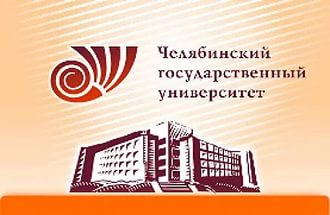 Челябинский
государственный
университет